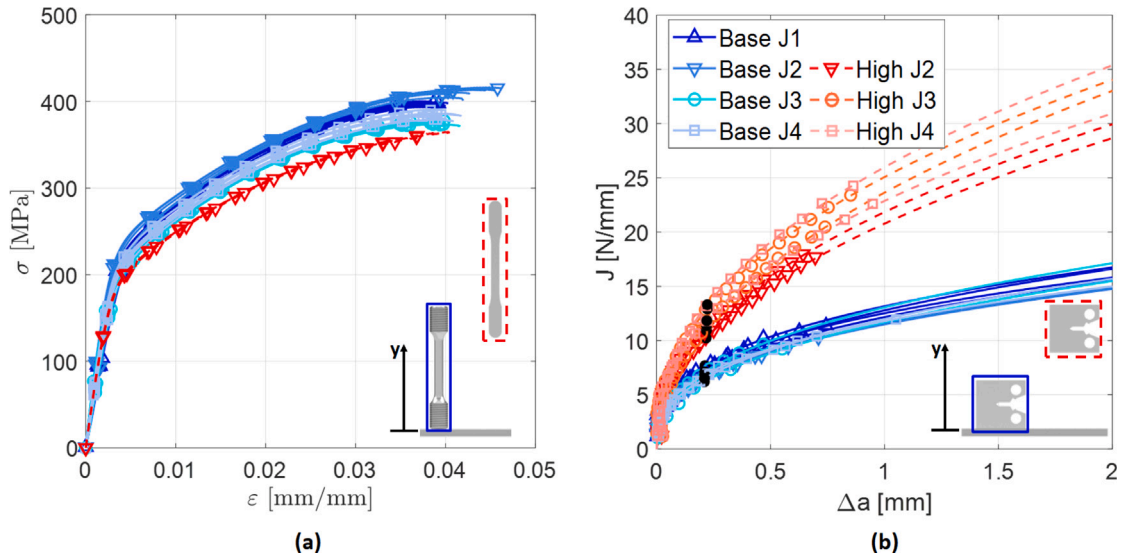 500
400
300
200
100
0
σ [MPa]
0
0.01
0.02
0.03
0.04
0.05
ε [mm/mm]
y
(a)
40
35
30
25
20
15
10
5
0
J [N/mm]
Base J1
Base J2
High J2
Base J3
High J3
Base J4
High J4
0
0.5
1
1.5
2
Δa [mm]
y
(b)